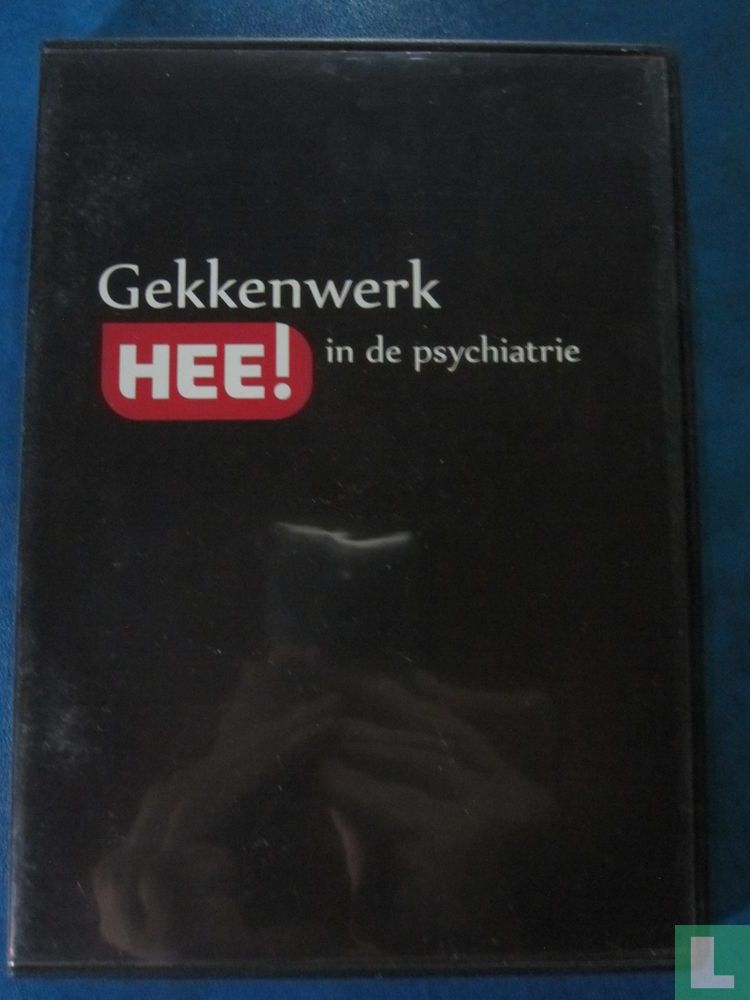 Gekkenwerk
HEE! in de psychiatrie
L